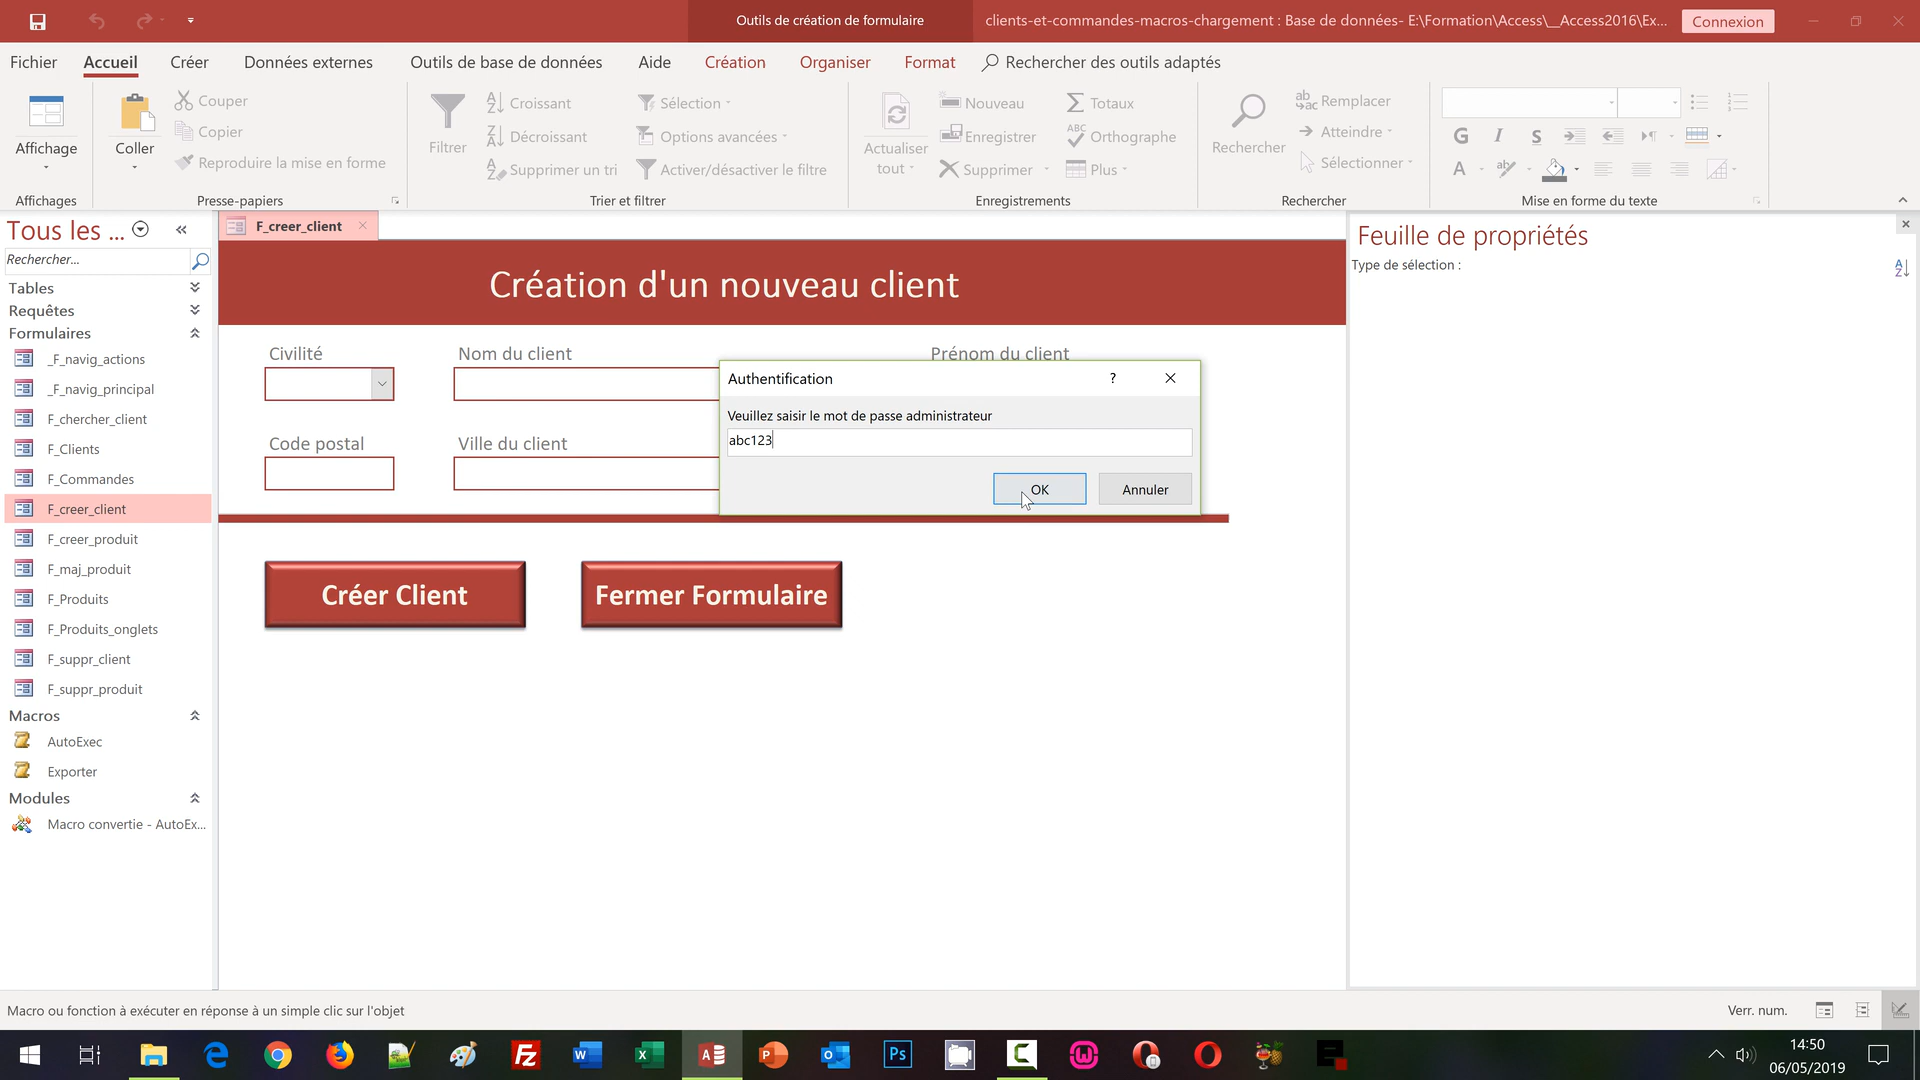 Outils de création de formulaire
clients-et-commandes-macros-chargement : Base de données- E:\Formation\Access\__Access2016\Ex...
Connexion
Fichier
Accueil
Créer
Données externes
Outils de base de données
Aide
Création
Organiser
Format
Rechercher des outils adaptés
Affichage
Affichages
Coller
Couper
Copier
Reproduire la mise en forme
Presse-papiers
Filtrer
Croissant
Décroissant
Supprimer un tri
Sélection
Options avancées
Activer/désactiver le filtre
Trier et filtrer
Actualiser
tout
Nouveau
Enregistrer
Supprimer
Totaux
Orthographe
Plus
Enregistrements
Rechercher
Remplacer
Atteindre
Sélectionner
Rechercher
G
I
S
A
Mise en forme du texte
Tous les ...
Rechercher...
Tables
Requêtes
Formulaires
_F_navig_actions
_F_navig_principal
F_chercher_client
F_Clients
F_Commandes
F_creer_client
F_creer_produit
F_maj_produit
F_Produits
F_Produits_onglets
F_suppr_client
F_suppr_produit
Macros
AutoExec
Exporter
Modules
Macro convertie - AutoEx...
F_creer_client
Création d'un nouveau client
Civilité
Nom du client
Prénom du client
Code postal
Ville du client
Authentification
?
Veuillez saisir le mot de passe administrateur
abc123
OK
Annuler
Créer Client
Fermer Formulaire
Feuille de propriétés
Type de sélection :
Macro ou fonction à exécuter en réponse à un simple clic sur l'objet
Verr. num.
14:50
06/05/2019